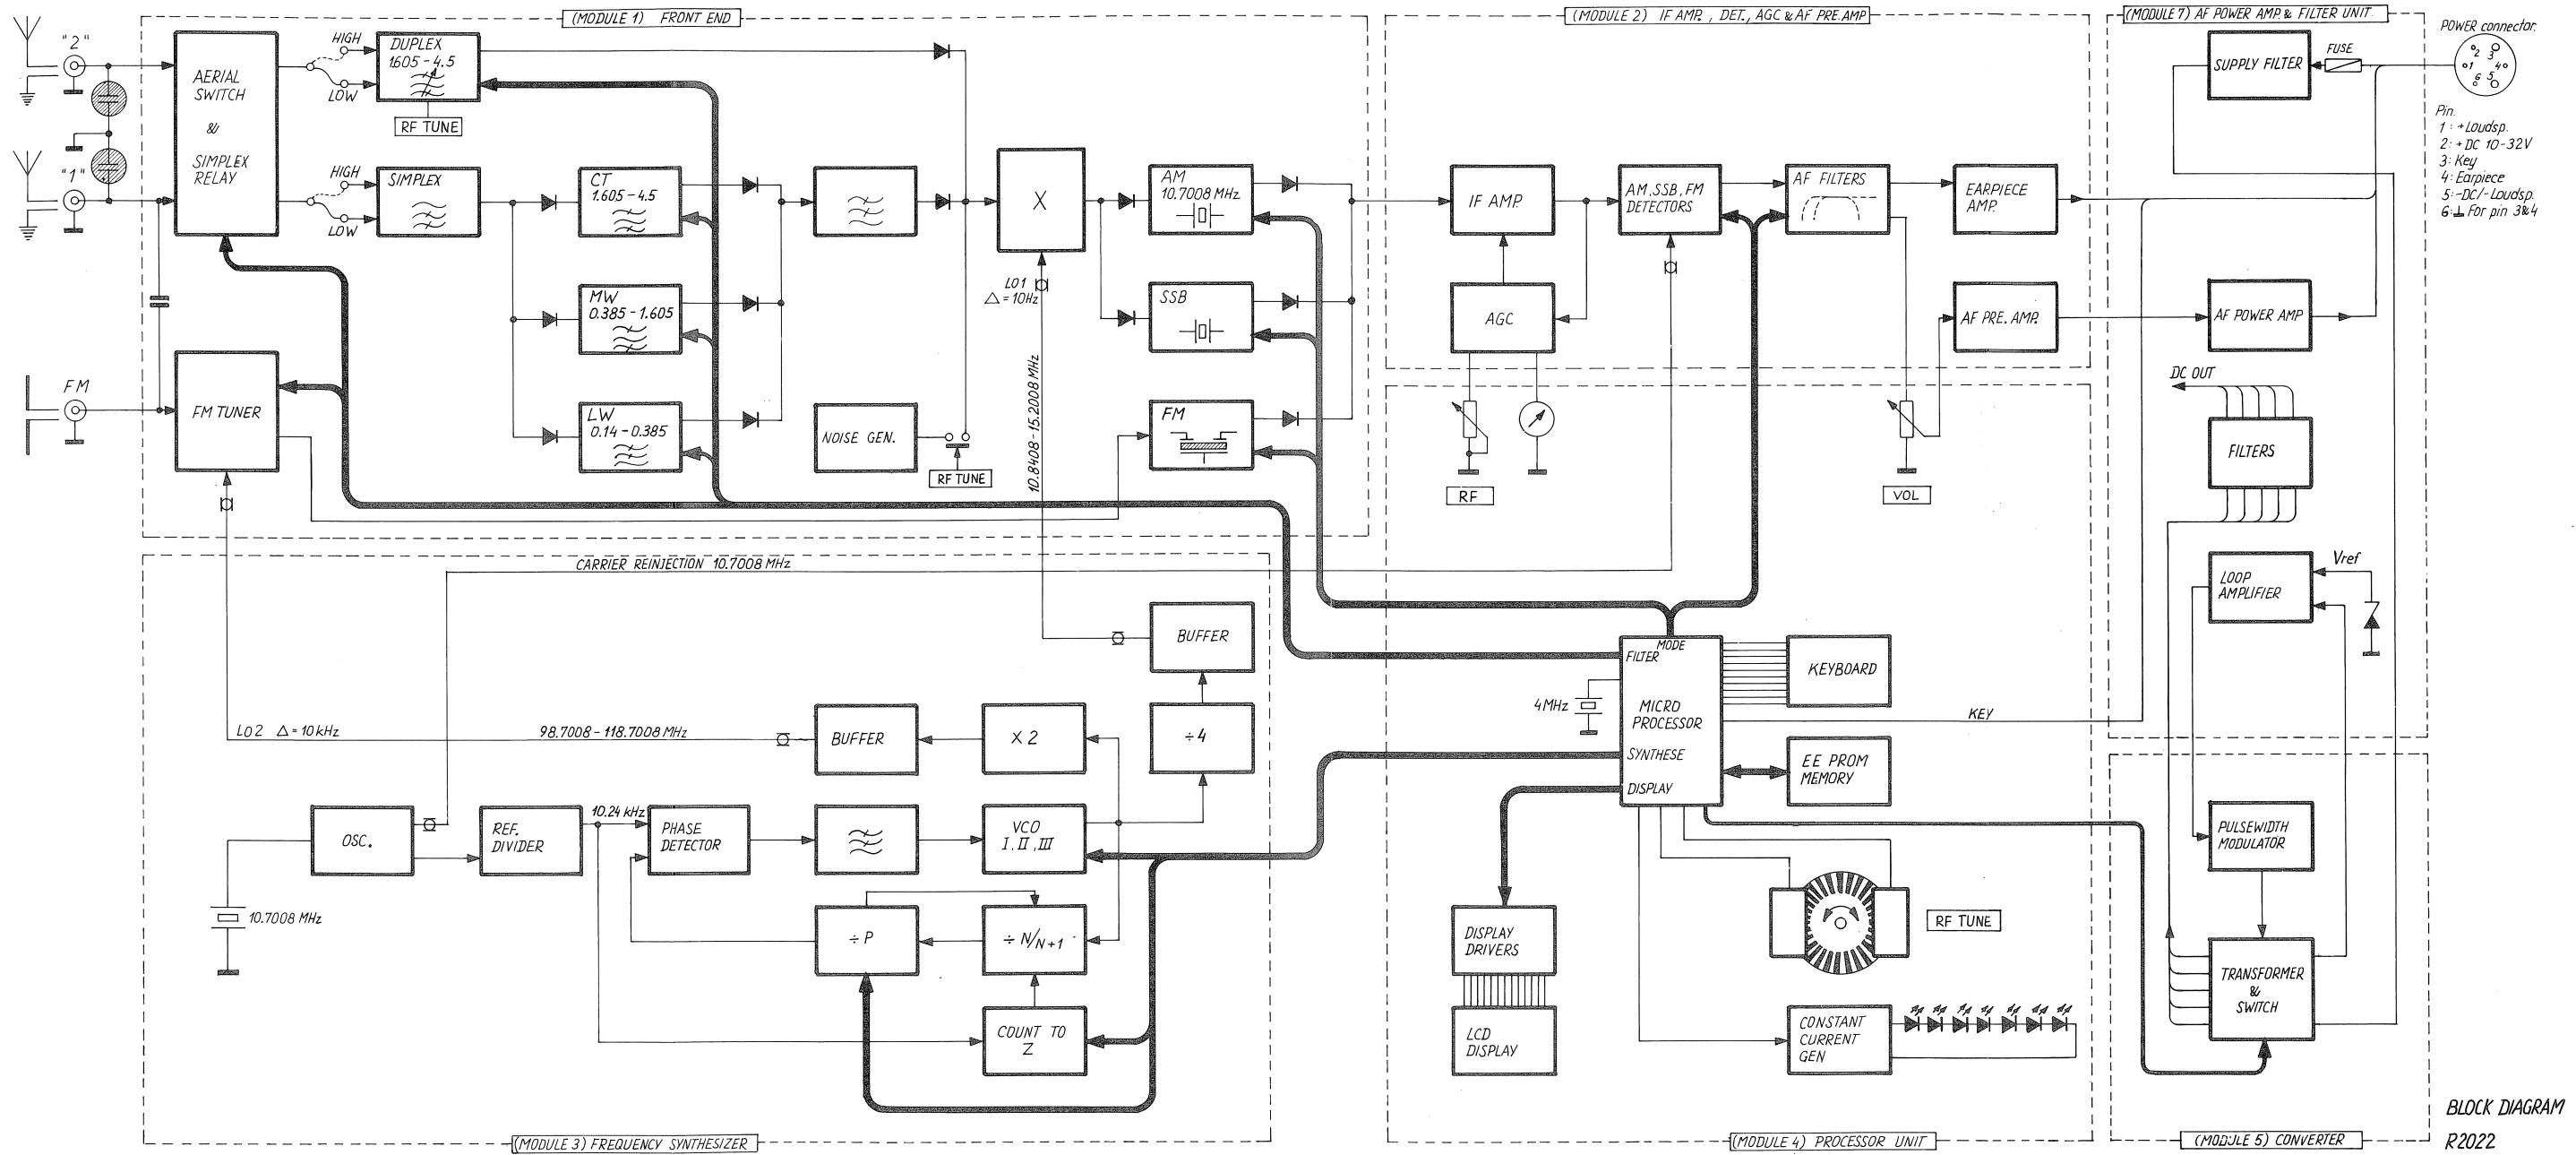 (MODULE 1) FRONT END
"2"
AERIAL
SWITCH
&
SIMPLEX
RELAY
HIGH
LOW
DUPLEX
1.605-4.5
RF TUNE
"1"
HIGH
LOW
SIMPLEX
CT
1.605-4.5
MW
0.385-1.605
LW
0.14-0.385
NOISE GEN.
RF TUNE
X
LO1
△=10Hz
10.8408-15.2008 MHz
AM
10.7008 MHz
SSB
FM
FM
FM TUNER
(MODULE 2) IF AMP., DET., AGC & AF PRE.AMP
IF AMP.
AGC
AM.SSB.FM
DETECTORS
AF FILTERS
EARPIECE
AMP.
AF PRE. AMP.
RF
VOL
(MODULE 7) AF POWER AMP. & FILTER UNIT
SUPPLY FILTER
FUSE
POWER connector.
2 3
1 4
6 5
Pin.
1: +Loudsp.
2: +DC 10-32V
3: Key
4: Earpiece
5: -DC/-Loudsp.
6: ⊥ For pin 3&4
AF POWER AMP
DC OUT
FILTERS
LOOP
AMPLIFIER
Vref
CARRIER REINJECTION 10.7008 MHz
BUFFER
LO2 △=10kHz
98.7008-118.7008 MHz
BUFFER
X2
÷4
OSC.
REF.
DIVIDER
10.24 kHz
PHASE
DETECTOR
VCO
I, II, III
10.7008 MHz
÷P
÷N/N+1
COUNT TO
Z
(MODULE 3) FREQUENCY SYNTHESIZER
MODE
FILTER
MICRO
PROCESSOR
SYNTHESE
DISPLAY
4MHz
KEYBOARD
KEY
EE PROM
MEMORY
DISPLAY
DRIVERS
LCD
DISPLAY
RF TUNE
CONSTANT
CURRENT
GEN
(MODULE 4) PROCESSOR UNIT
PULSEWIDTH
MODULATOR
TRANSFORMER
&
SWITCH
(MODULE 5) CONVERTER
BLOCK DIAGRAM
R2022